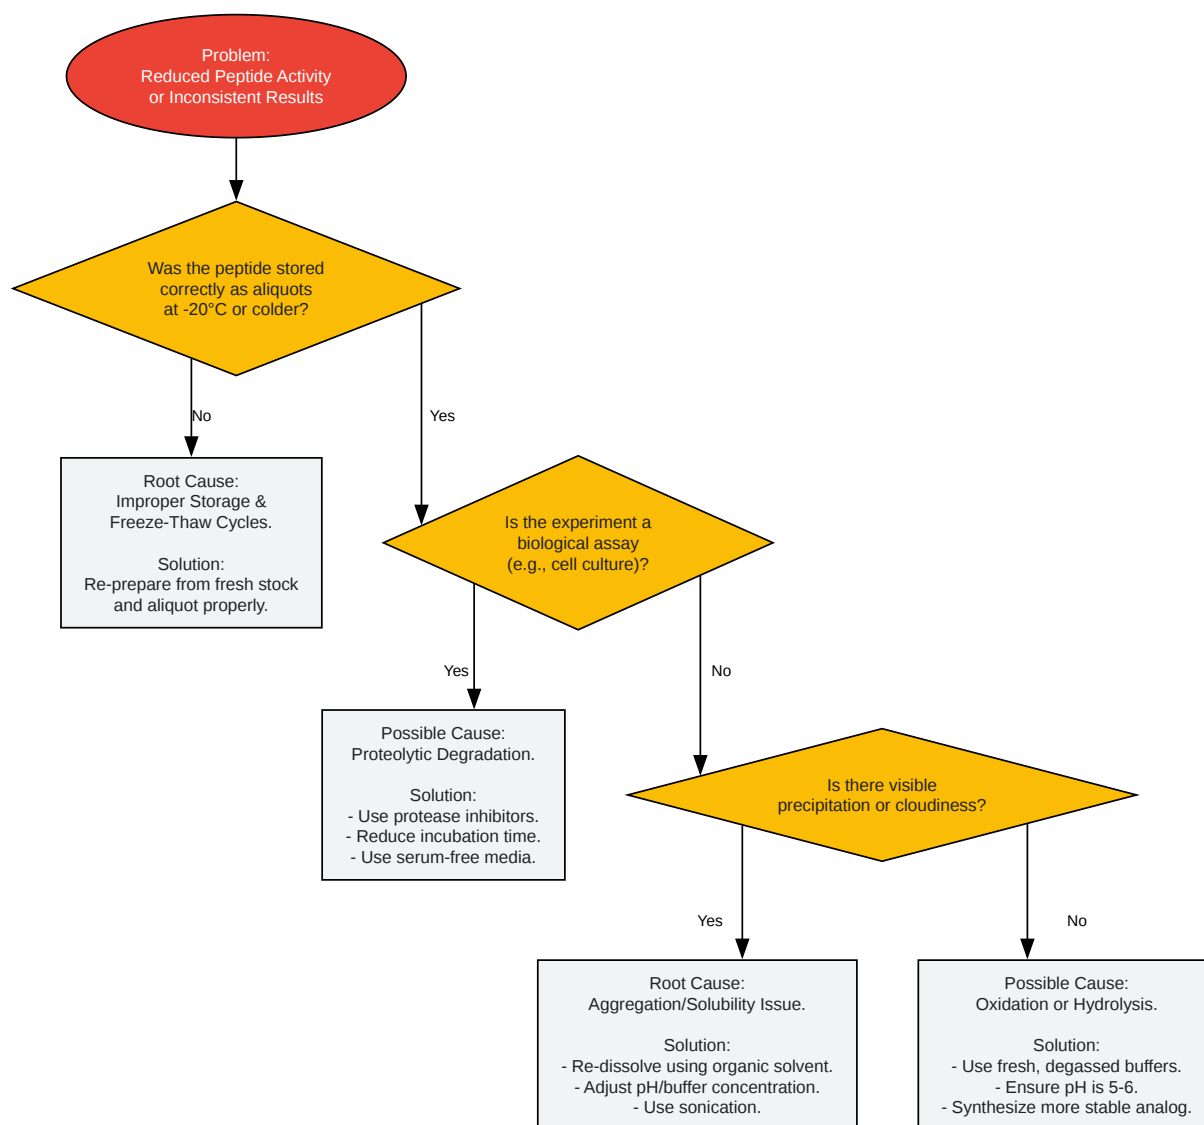 Problem:
Reduced Peptide Activity
or Inconsistent Results
Was the peptide stored
correctly as aliquots
at -20°C or colder?
No
Yes
Root Cause:
Improper Storage &
Freeze-Thaw Cycles.
Solution:
Re-prepare from fresh stock
and aliquot properly.
Is the experiment a
biological assay
(e.g., cell culture)?
Yes
No
Possible Cause:
Proteolytic Degradation.
Solution:
- Use protease inhibitors.
- Reduce incubation time.
- Use serum-free media.
Is there visible
precipitation or cloudiness?
Yes
No
Root Cause:
Aggregation/Solubility Issue.
Solution:
- Re-dissolve using organic solvent.
- Adjust pH/buffer concentration.
- Use sonication.
Possible Cause:
Oxidation or Hydrolysis.
Solution:
- Use fresh, degassed buffers.
- Ensure pH is 5-6.
- Synthesize more stable analog.